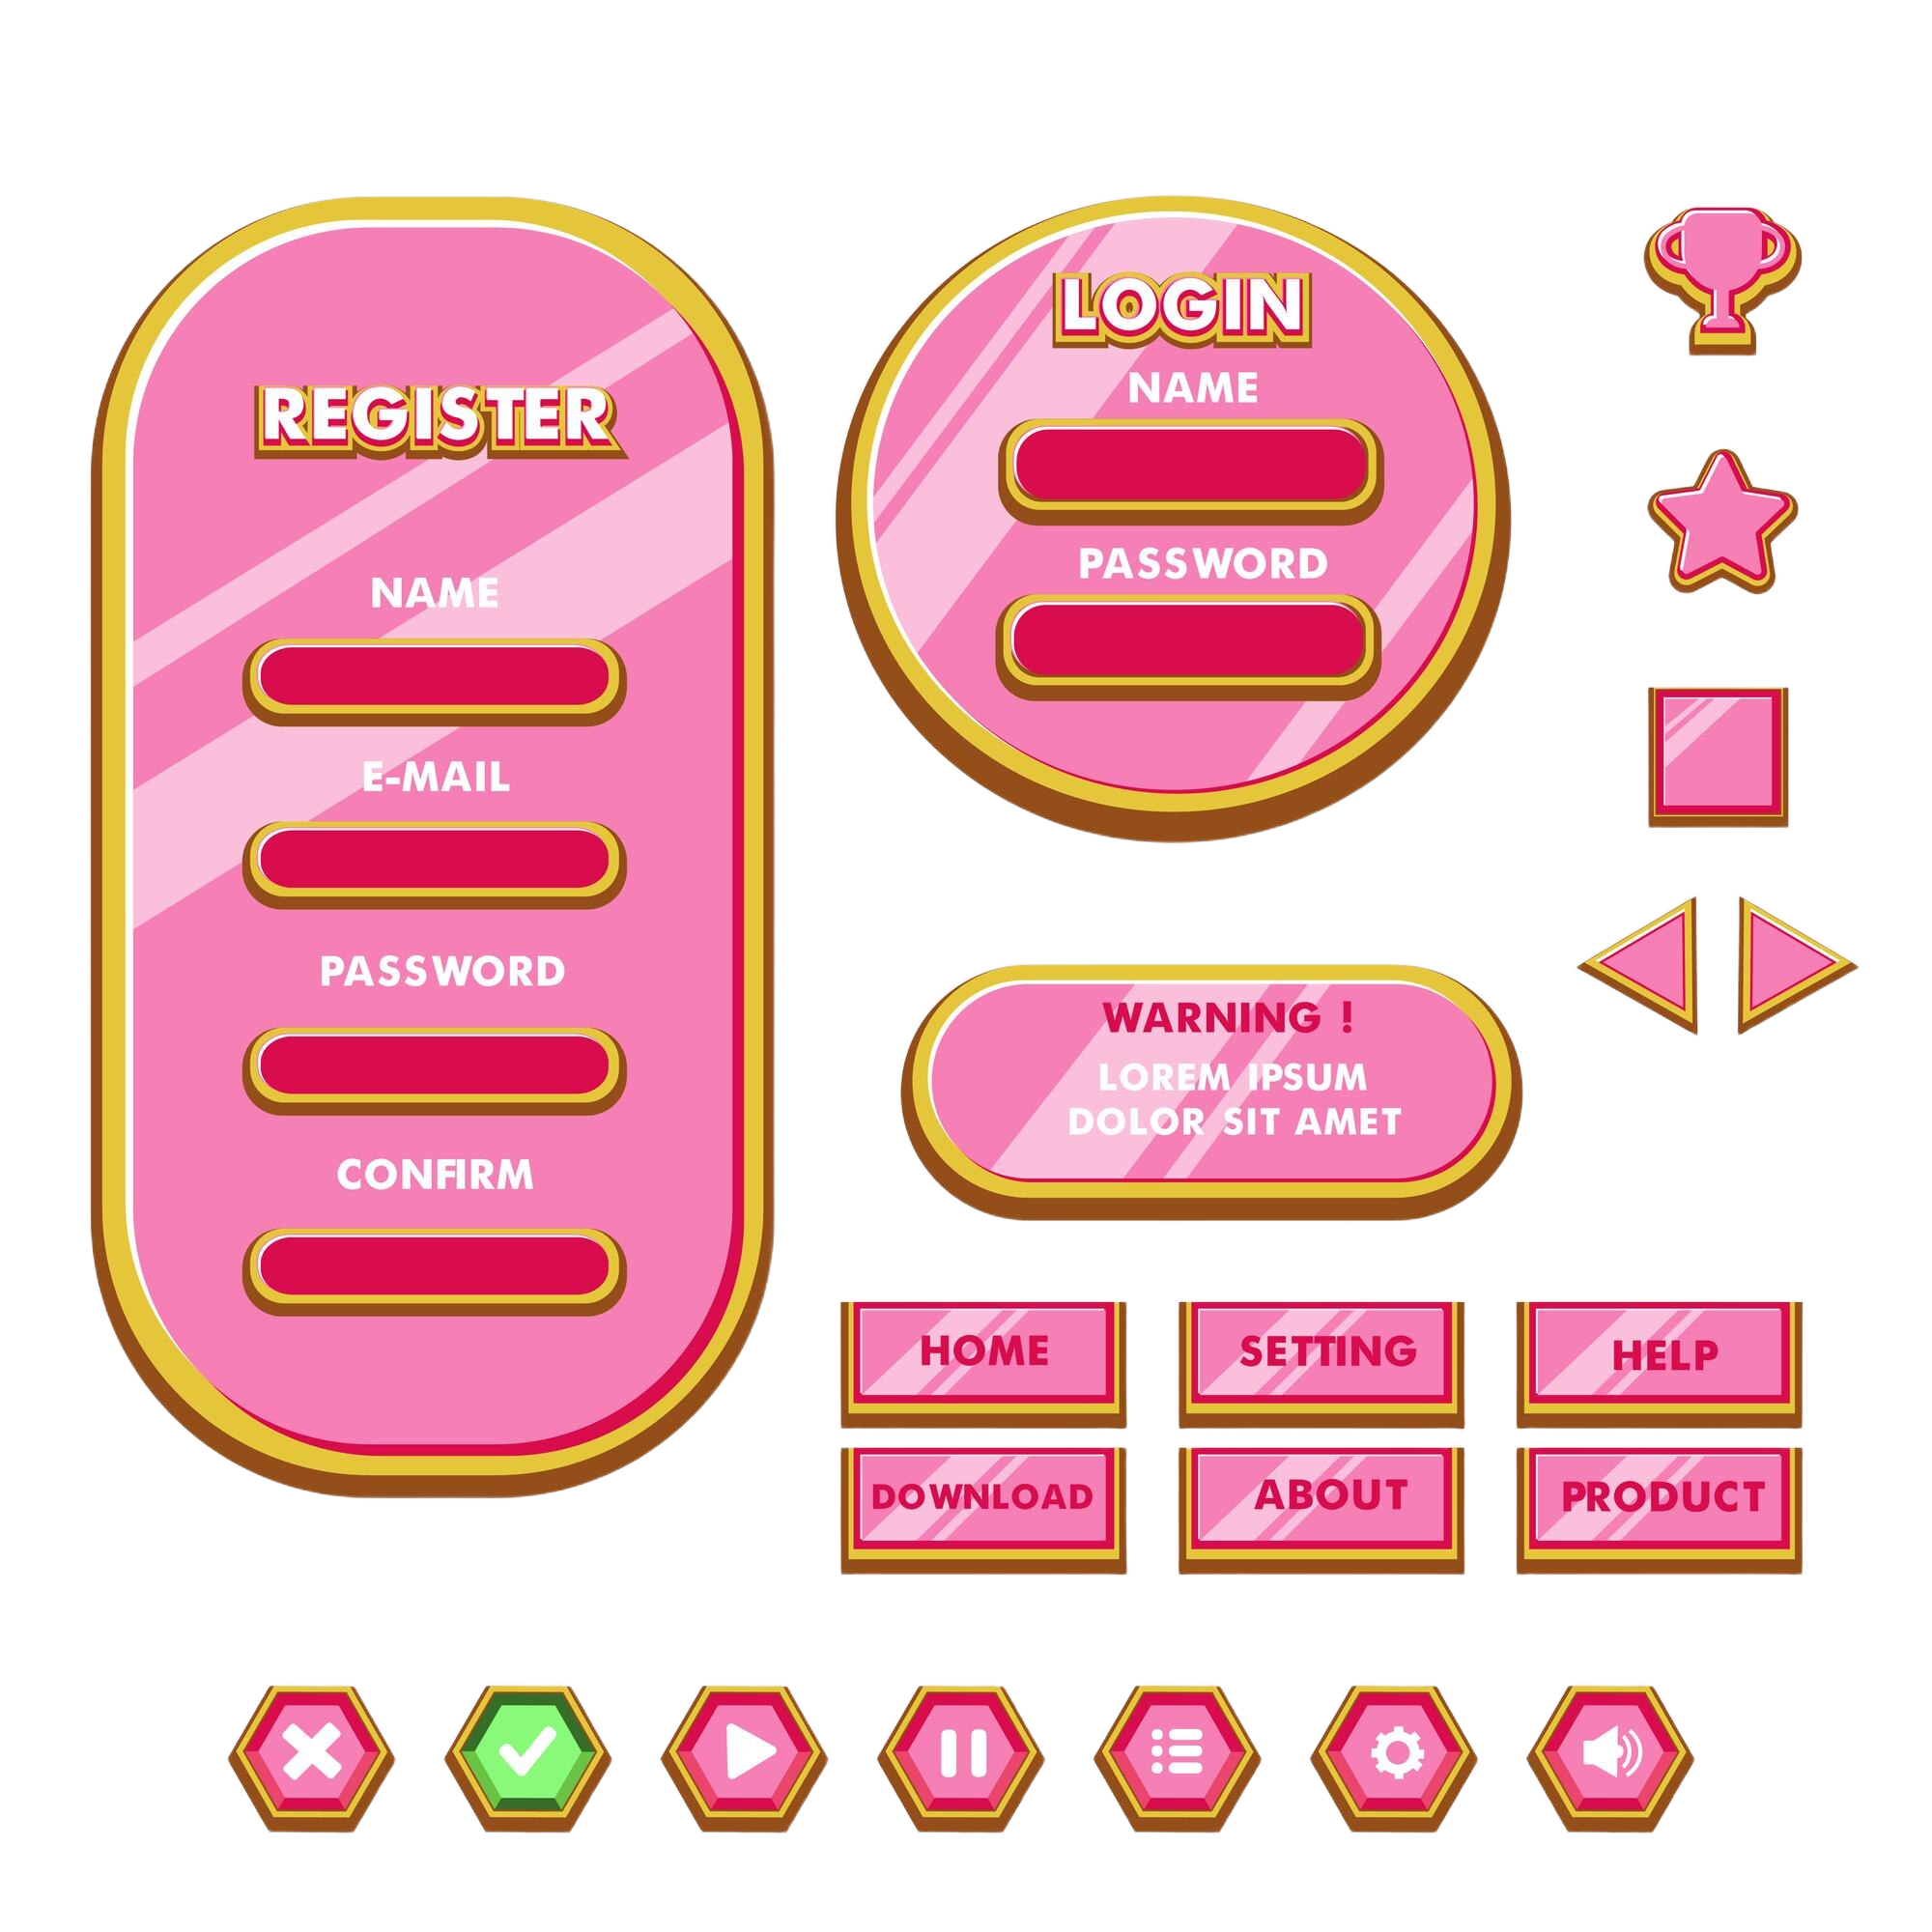 REGISTER
NAME
E-MAIL
PASSWORD
CONFIRM
LOGIN
NAME
PASSWORD
WARNING !
LOREM IPSUM
DOLOR SIT AMET
HOME
SETTING
HELP
DOWNLOAD
ABOUT
PRODUCT